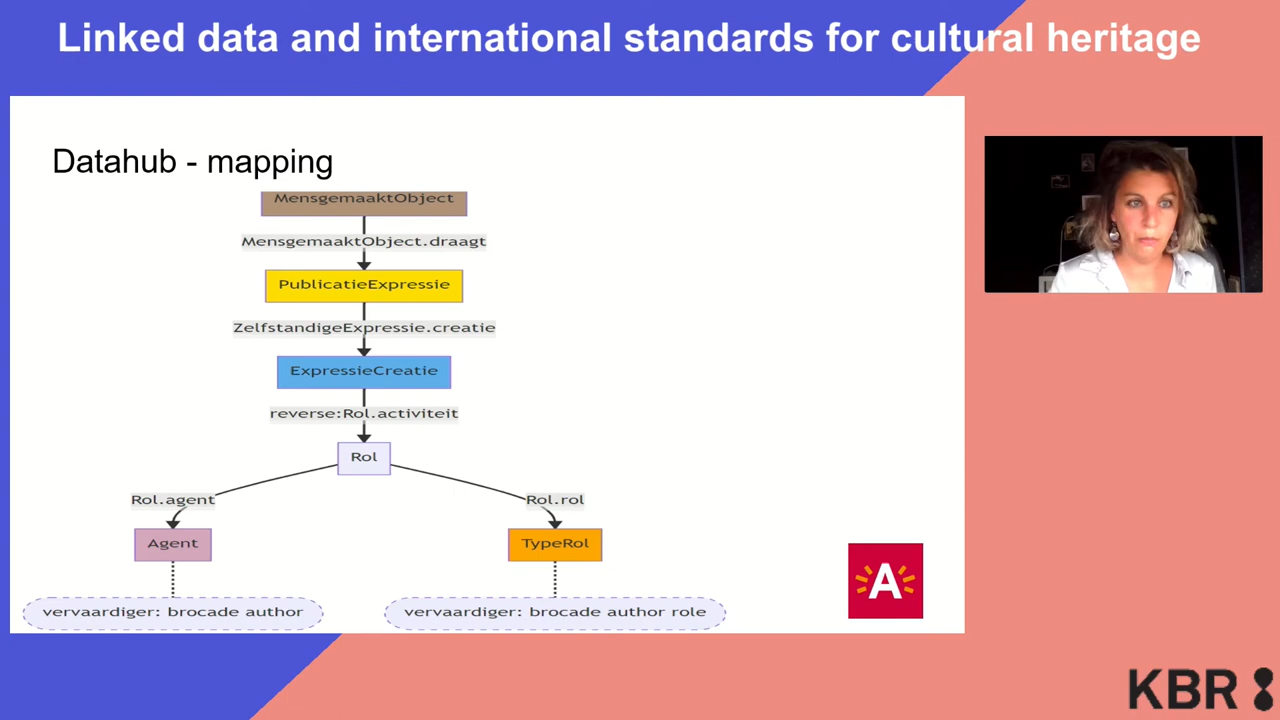 Linked data and international standards for cultural heritage
Datahub - mapping
MensgemaaktObject
MensgemaaktObject.draagt
PublicatieExpressie
ZelfstandigeExpressie.creatie
ExpressieCreatie
reverse:Rol.activiteit
Rol
Rol.agent
Rol.rol
Agent
TypeRol
vervaardiger: brocade author
vervaardiger: brocade author role
A
KBR